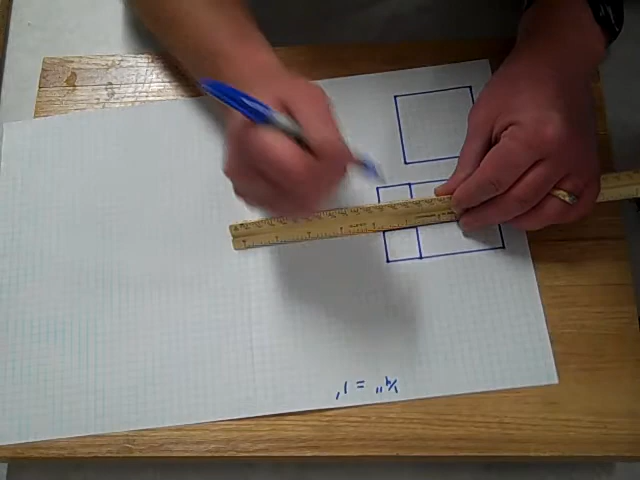 1/4" = 1'